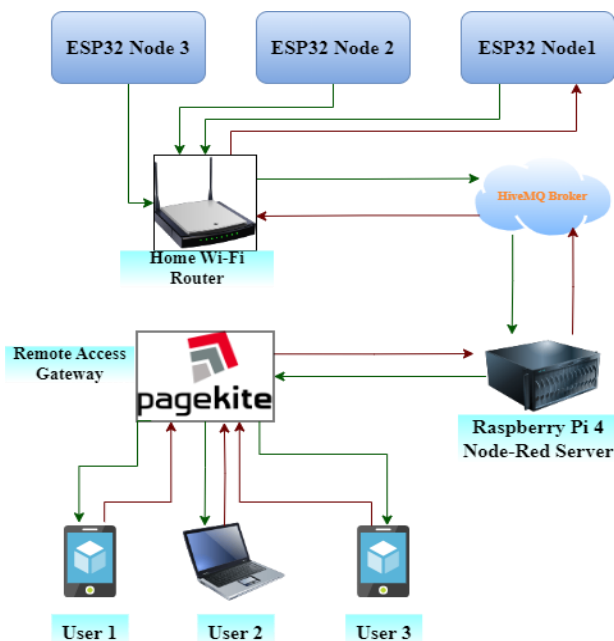 ESP32 Node 3
ESP32 Node 2
ESP32 Node1
HiveMQ Broker
Home Wi-Fi
Router
Remote Access
Gateway
pagekite
Raspberry Pi 4
Node-Red Server
User 1
User 2
User 3